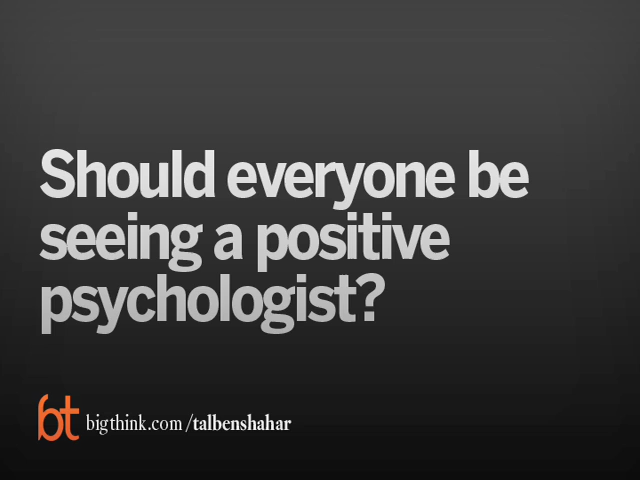 Should everyone be
seeing a positive
psychologist?
bt bigthink.com/talbenshahar